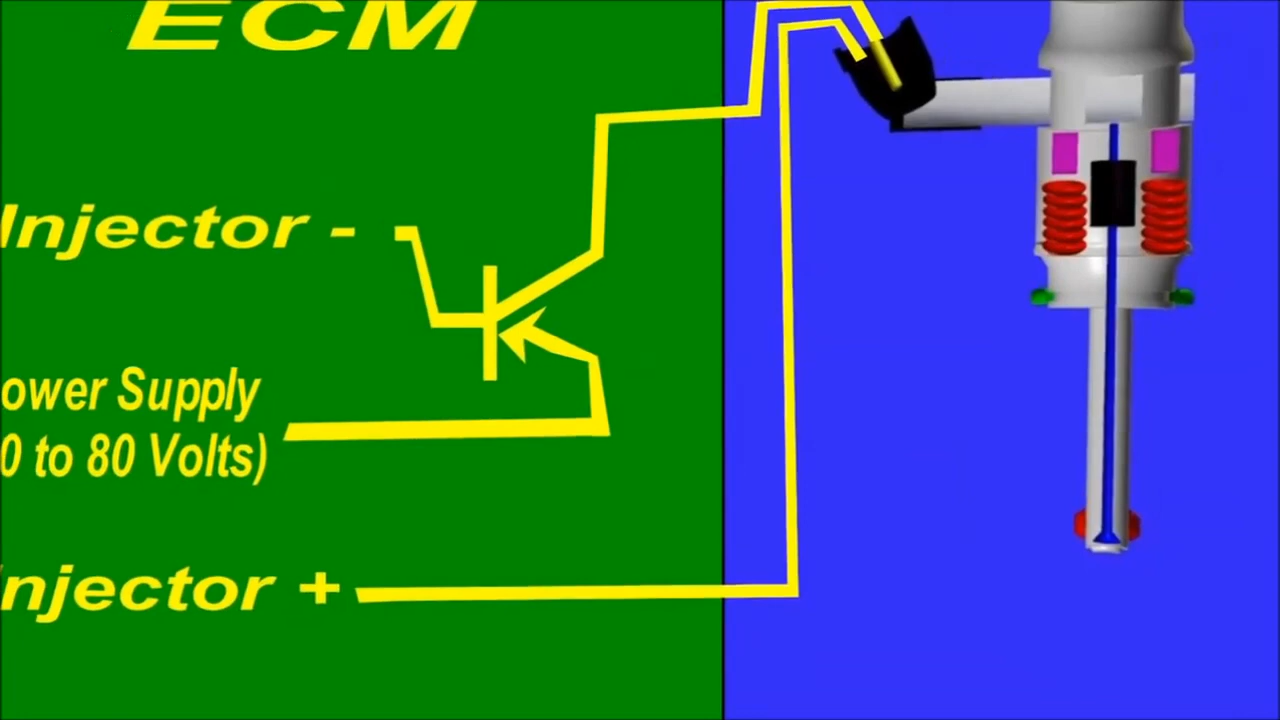 ECM
Injector -
ower Supply
0 to 80 Volts)
njector +